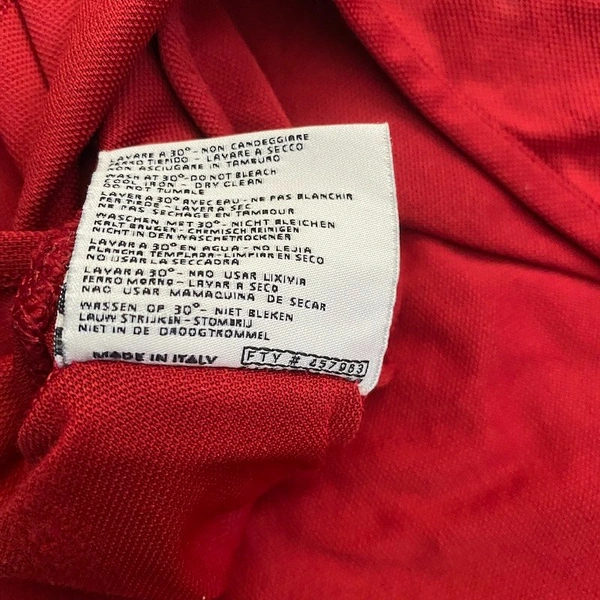 LAVARE A 30°- NON CANDEGGIARE
FERRO TIEPIDO - LAVARE A SECCO
NON ASCIUGARE IN TAMBURO
WASH AT 30°-DO NOT BLEACH
COOL IRON - DRY CLEAN
DO NOT TUMBLE
LAVER A 30° AVEC EAU - NE PAS BLANCHIR
FER TIEDE - LAVER A SEC
NE PAS SECHAGE EN TAMBOUR
WASCHEN MET 30°- NICHT BLEICHEN
KALT BRUGEN - CHEMISCH REINIGEN
NICHT IN DEN WASCHETROCKNER
LAVAR A 30° EN AGUA - NO LEJIA
PLANCHA TEMPLADA-LIMPIAR EN SECO
NO USAR LA SECCADRA
LAVAR A 30°- NAO USAR LIXIVIA
FERRO MORNO - LAVAR A SECO
NAO USAR MAMAQUINA DE SECAR
WASSEN OP 30°- NIET BLEKEN
LAUW STRIJKEN-STOMBRIJ
NIET IN DE DROOGTROMMEL
MADE IN ITALY FTY # 457983